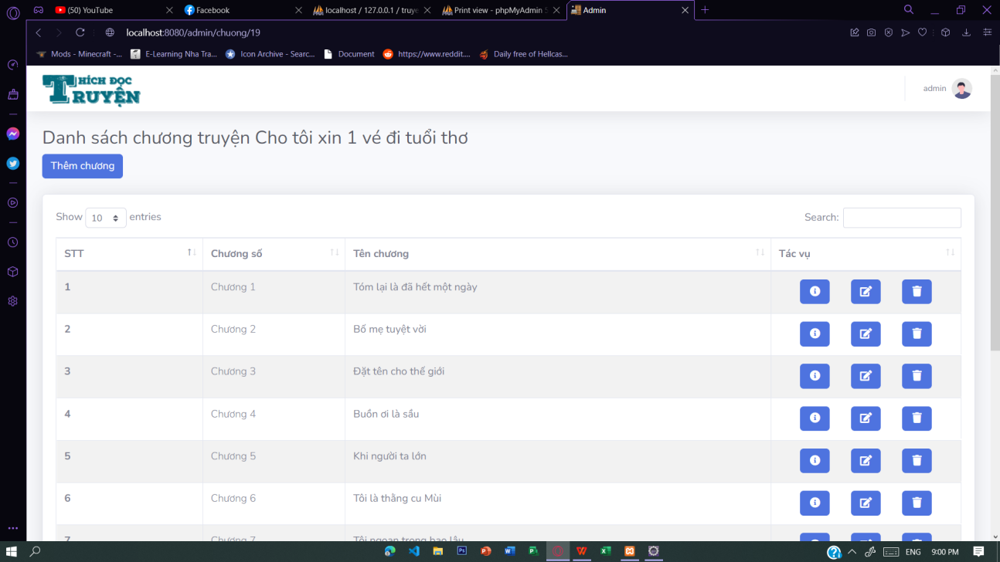 (50) YouTube
Facebook
localhost / 127.0.0.1 / truye
Print view - phpMyAdmin
Admin
localhost:8080/admin/chuong/19
Mods - Minecraft -...
E-Learning Nha Tra...
Icon Archive - Searc...
Document
https://www.reddit....
Daily free of Hellcas...
THÍCH ĐỌC
TRUYỆN
admin
Danh sách chương truyện Cho tôi xin 1 vé đi tuổi thơ
Thêm chương
Show 10 entries
Search:
STT Chương số Tên chương Tác vụ
1 Chương 1 Tóm lại là đã hết một ngày
2 Chương 2 Bố mẹ tuyệt vời
3 Chương 3 Đặt tên cho thế giới
4 Chương 4 Buồn ơi là sầu
5 Chương 5 Khi người ta lớn
6 Chương 6 Tôi là thằng cu Mùi
7 Chương 7 Tôi ngoan trong bao lâu
ENG
9:00 PM